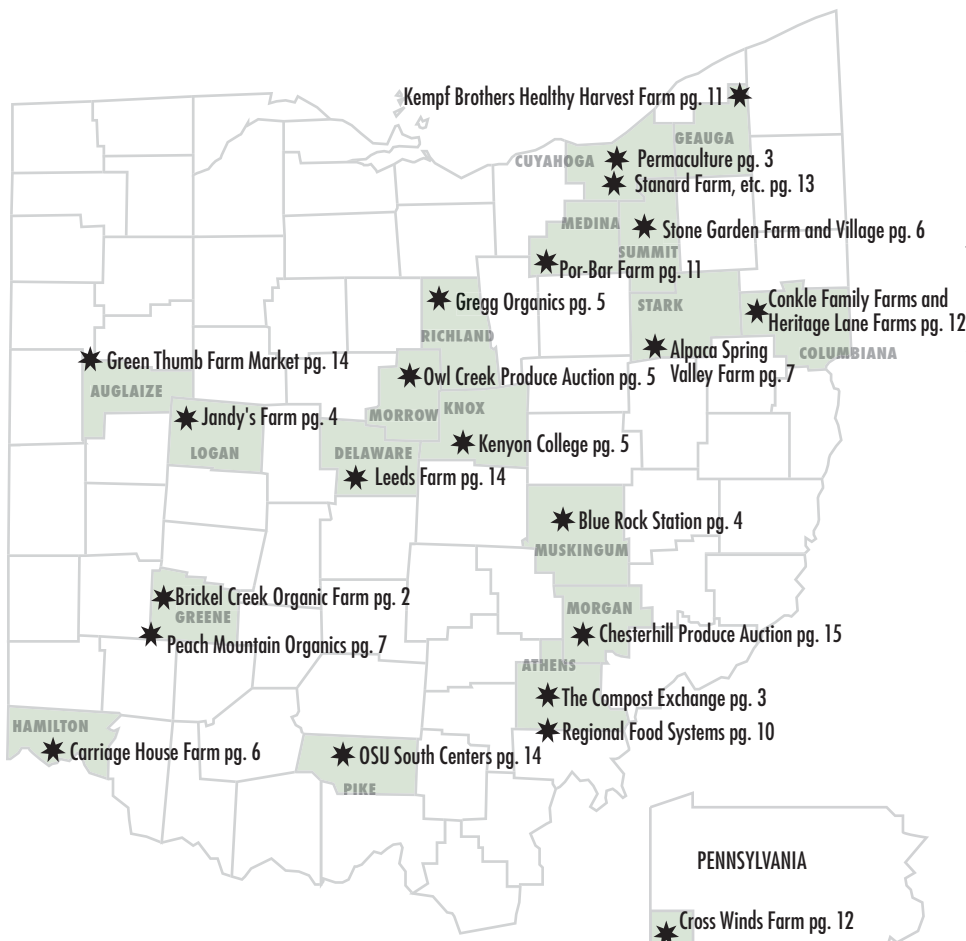 Kempf Brothers Healthy Harvest Farm pg. 11
GEAUGA
CUYAHOGA
Permaculture pg. 3
Stanard Farm, etc. pg. 13
MEDINA
Stone Garden Farm and Village pg. 6
SUMMIT
Por-Bar Farm pg. 11
Gregg Organics pg. 5
STARK
Conkle Family Farms and
Heritage Lane Farms pg. 12
RICHLAND
COLUMBIANA
Alpaca Spring
Valley Farm pg. 7
Green Thumb Farm Market pg. 14
Owl Creek Produce Auction pg. 5
AUGLAIZE
MORROW
KNOX
Jandy's Farm pg. 4
Kenyon College pg. 5
LOGAN
DELAWARE
Leeds Farm pg. 14
Blue Rock Station pg. 4
MUSKINGUM
Brickel Creek Organic Farm pg. 2
GREENE
MORGAN
Peach Mountain Organics pg. 7
Chesterhill Produce Auction pg. 15
ATHENS
The Compost Exchange pg. 3
HAMILTON
Regional Food Systems pg. 10
Carriage House Farm pg. 6
OSU South Centers pg. 14
PIKE
PENNSYLVANIA
Cross Winds Farm pg. 12